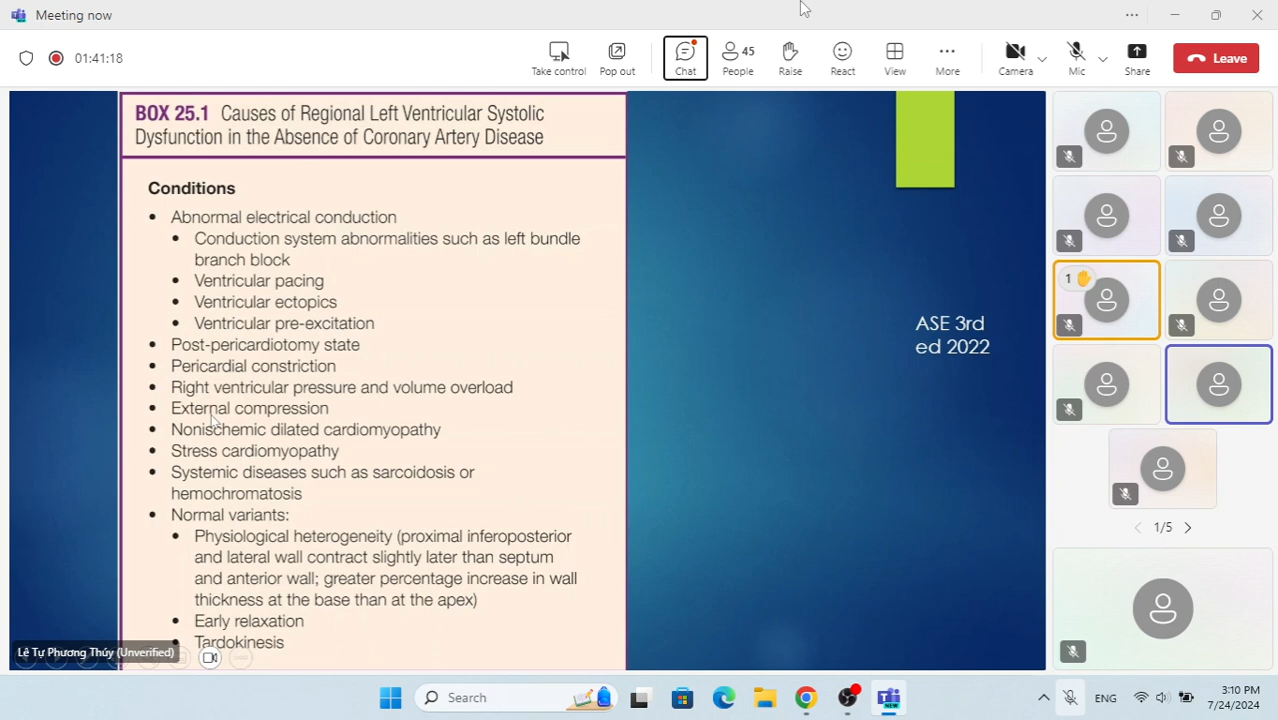 Meeting now
01:41:18
Take control
Pop out
Chat
45
People
Raise
React
View
More
Camera
Mic
Share
Leave
BOX 25.1 Causes of Regional Left Ventricular Systolic
Dysfunction in the Absence of Coronary Artery Disease
Conditions
• Abnormal electrical conduction
• Conduction system abnormalities such as left bundle
branch block
• Ventricular pacing
• Ventricular ectopics
• Ventricular pre-excitation
• Post-pericardiotomy state
• Pericardial constriction
• Right ventricular pressure and volume overload
• External compression
• Nonischemic dilated cardiomyopathy
• Stress cardiomyopathy
• Systemic diseases such as sarcoidosis or
hemochromatosis
• Normal variants:
• Physiological heterogeneity (proximal inferoposterior
and lateral wall contract slightly later than septum
and anterior wall; greater percentage increase in wall
thickness at the base than at the apex)
• Early relaxation
• Tardokinesis
ASE 3rd
ed 2022
Lê Tự Phương Thúy (Unverified)
1
1/5
Search
NEW
ENG
3:10 PM
7/24/2024